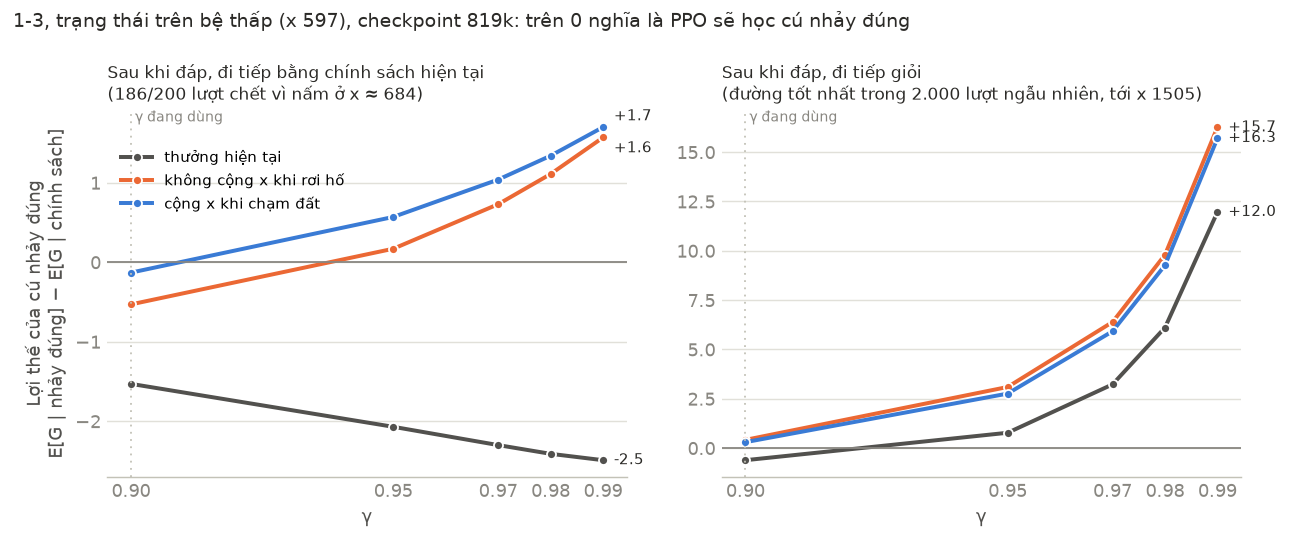 1-3, trạng thái trên bệ thấp (x 597), checkpoint 819k: trên 0 nghĩa là PPO sẽ học cú nhảy đúng
Sau khi đáp, đi tiếp bằng chính sách hiện tại
(186/200 lượt chết vì nấm ở x ≈ 684)
γ đang dùng
thưởng hiện tại
không cộng x khi rơi hố
cộng x khi chạm đất
+1.7
+1.6
-2.5
1
0
−1
−2
Lợi thế của cú nhảy đúng
E[G | nhảy đúng] − E[G | chính sách]
0.90
0.95
0.97
0.98
0.99
γ
Sau khi đáp, đi tiếp giỏi
(đường tốt nhất trong 2.000 lượt ngẫu nhiên, tới x 1505)
γ đang dùng
+15.7
+16.3
+12.0
15.0
12.5
10.0
7.5
5.0
2.5
0.0
0.90
0.95
0.97
0.98
0.99
γ